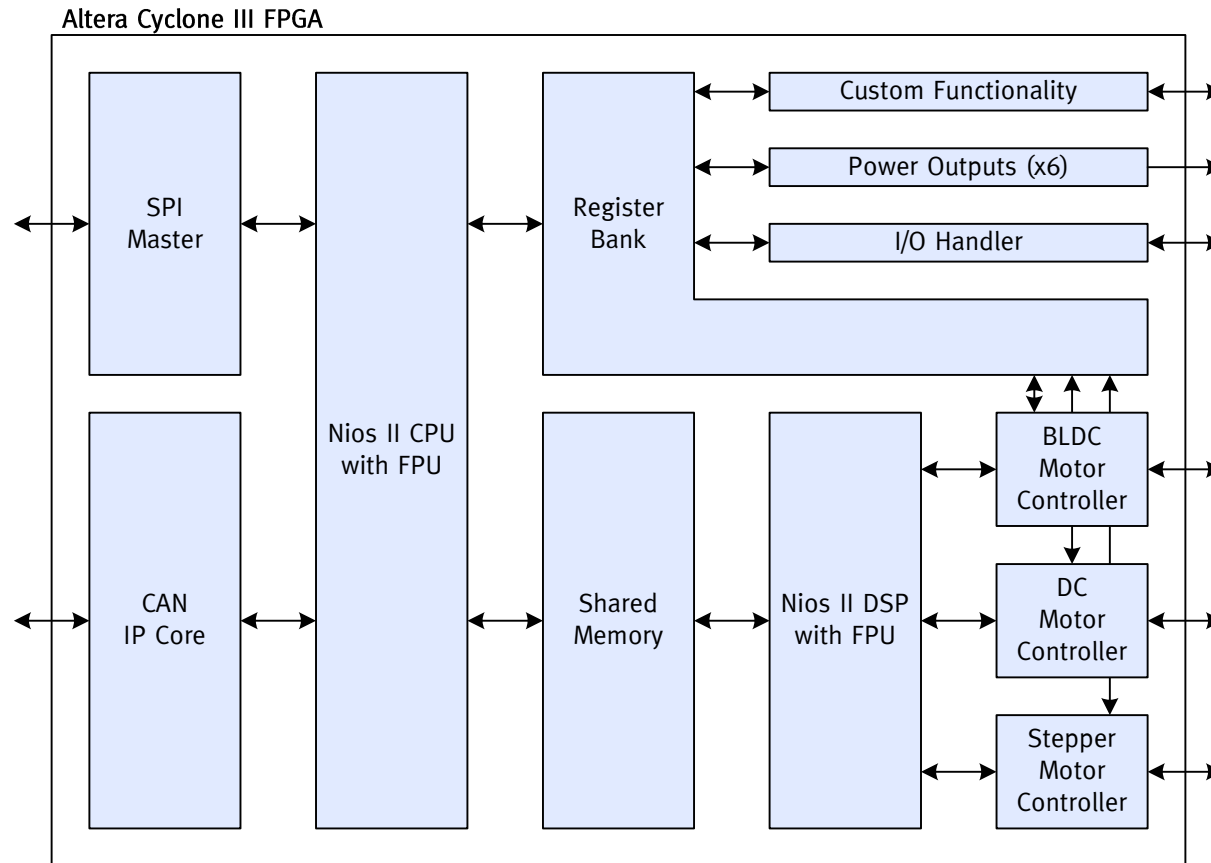 Altera Cyclone III FPGA
SPI
Master
Nios II CPU
with FPU
Register
Bank
Custom Functionality
Power Outputs (x6)
I/O Handler
CAN
IP Core
Shared
Memory
Nios II DSP
with FPU
BLDC
Motor
Controller
DC
Motor
Controller
Stepper
Motor
Controller